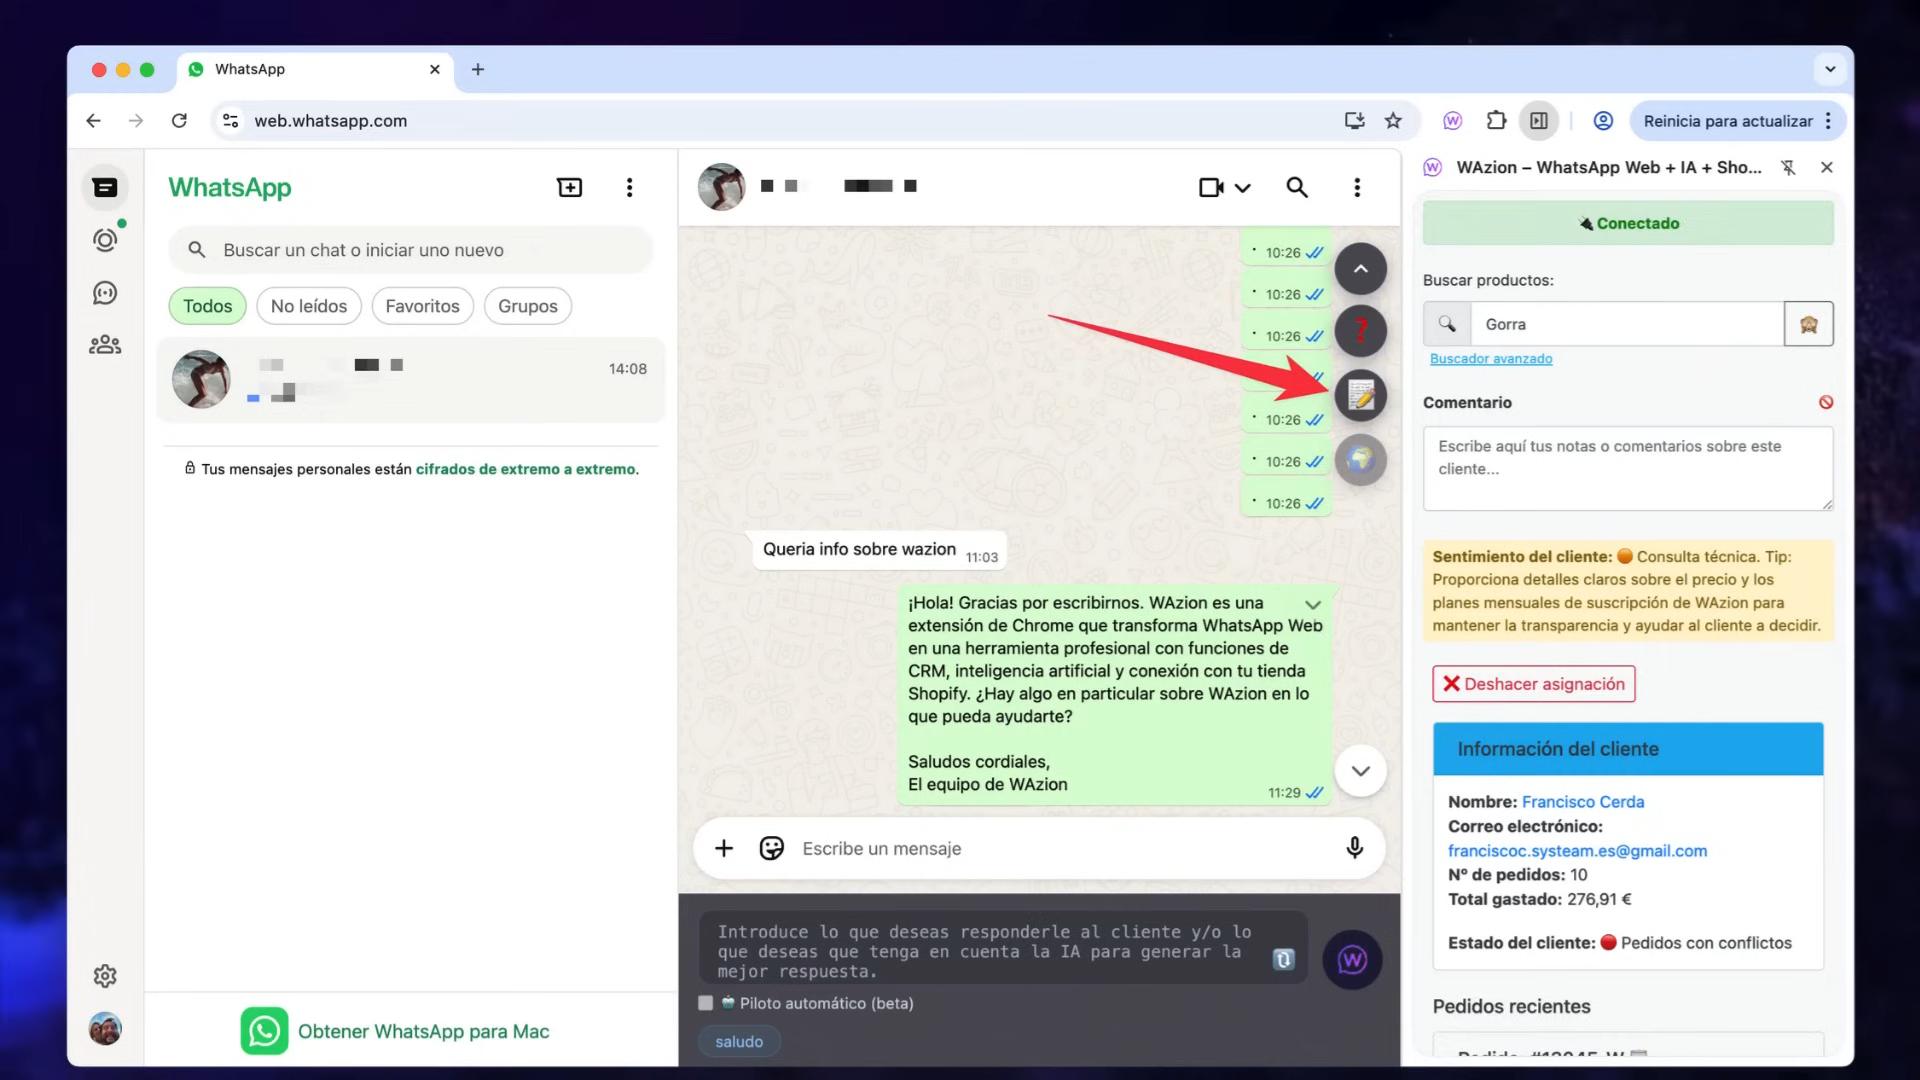 WhatsApp
web.whatsapp.com
Reinicia para actualizar
WhatsApp
Buscar un chat o iniciar uno nuevo
Todos
No leídos
Favoritos
Grupos
14:08
Tus mensajes personales están cifrados de extremo a extremo.
Obtener WhatsApp para Mac
10:26
10:26
10:26
10:26
10:26
10:26
Queria info sobre wazion 11:03
¡Hola! Gracias por escribirnos. WAzion es una
extensión de Chrome que transforma WhatsApp Web
en una herramienta profesional con funciones de
CRM, inteligencia artificial y conexión con tu tienda
Shopify. ¿Hay algo en particular sobre WAzion en lo
que pueda ayudarte?
Saludos cordiales,
El equipo de WAzion
11:29
Escribe un mensaje
Introduce lo que deseas responderle al cliente y/o lo
que deseas que tenga en cuenta la IA para generar la
mejor respuesta.
Piloto automático (beta)
saludo
WAzion – WhatsApp Web + IA + Sho...
Conectado
Buscar productos:
Gorra
Buscador avanzado
Comentario
Escribe aquí tus notas o comentarios sobre este
cliente...
Sentimiento del cliente: Consulta técnica. Tip:
Proporciona detalles claros sobre el precio y los
planes mensuales de suscripción de WAzion para
mantener la transparencia y ayudar al cliente a decidir.
Deshacer asignación
Información del cliente
Nombre: Francisco Cerda
Correo electrónico:
franciscoc.systeam.es@gmail.com
Nº de pedidos: 10
Total gastado: 276,91 €
Estado del cliente: Pedidos con conflictos
Pedidos recientes